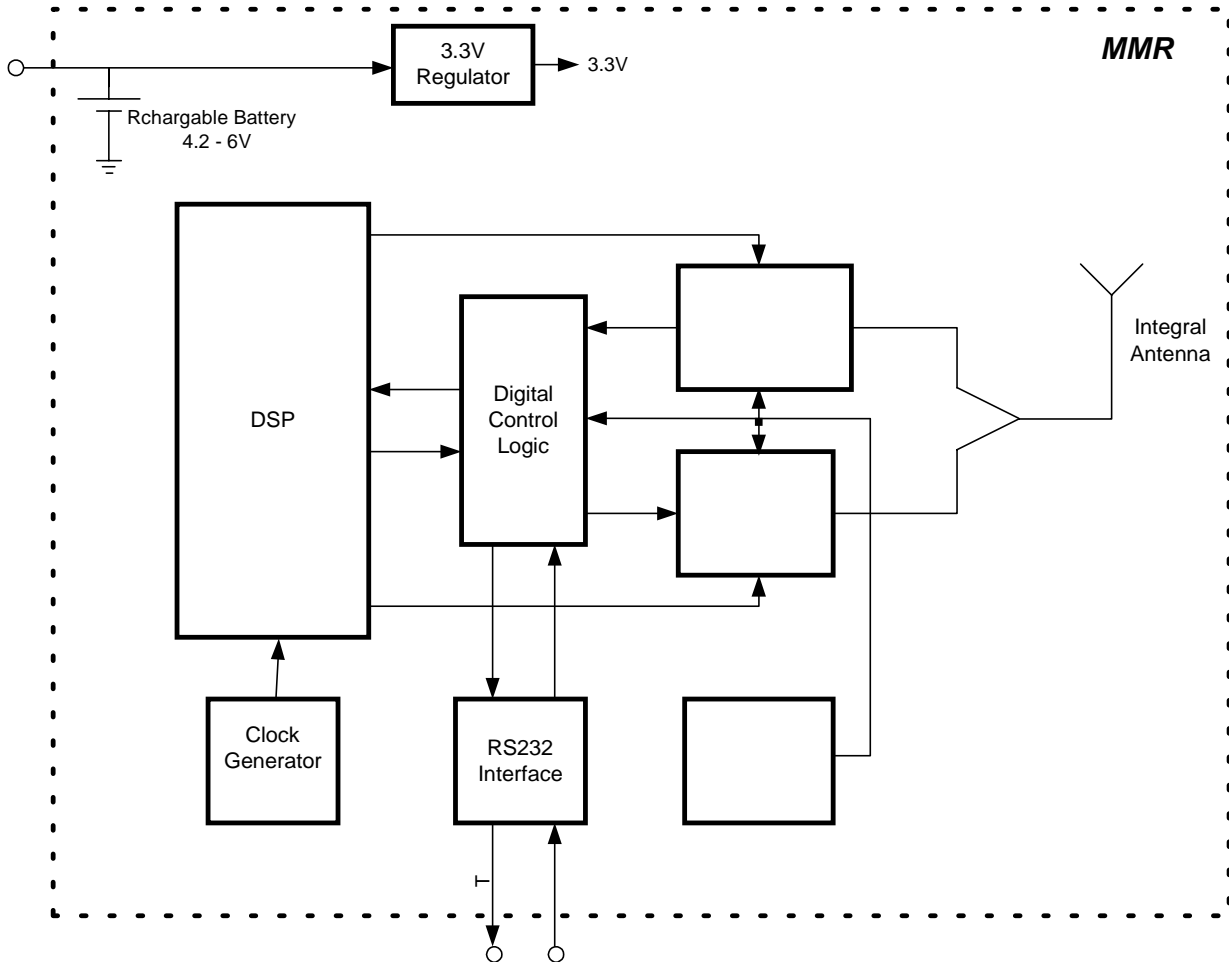 MMR
3.3V
Regulator
3.3V
Rchargable Battery
4.2 - 6V
Integral
Antenna
DSP
Digital
Control
Logic
Clock
Generator
RS232
Interface
T